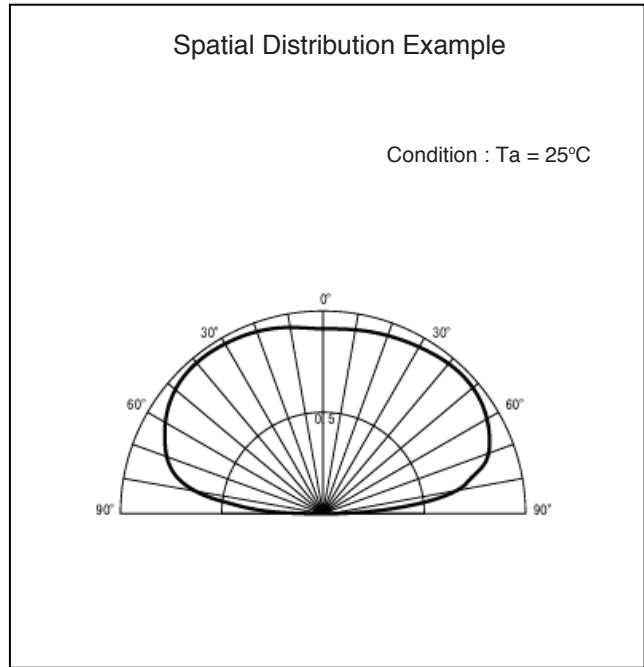 Spatial Distribution Example
Condition : Ta = 25ºC
0°
30° 30°
60° 60°
0.5
90° 90°